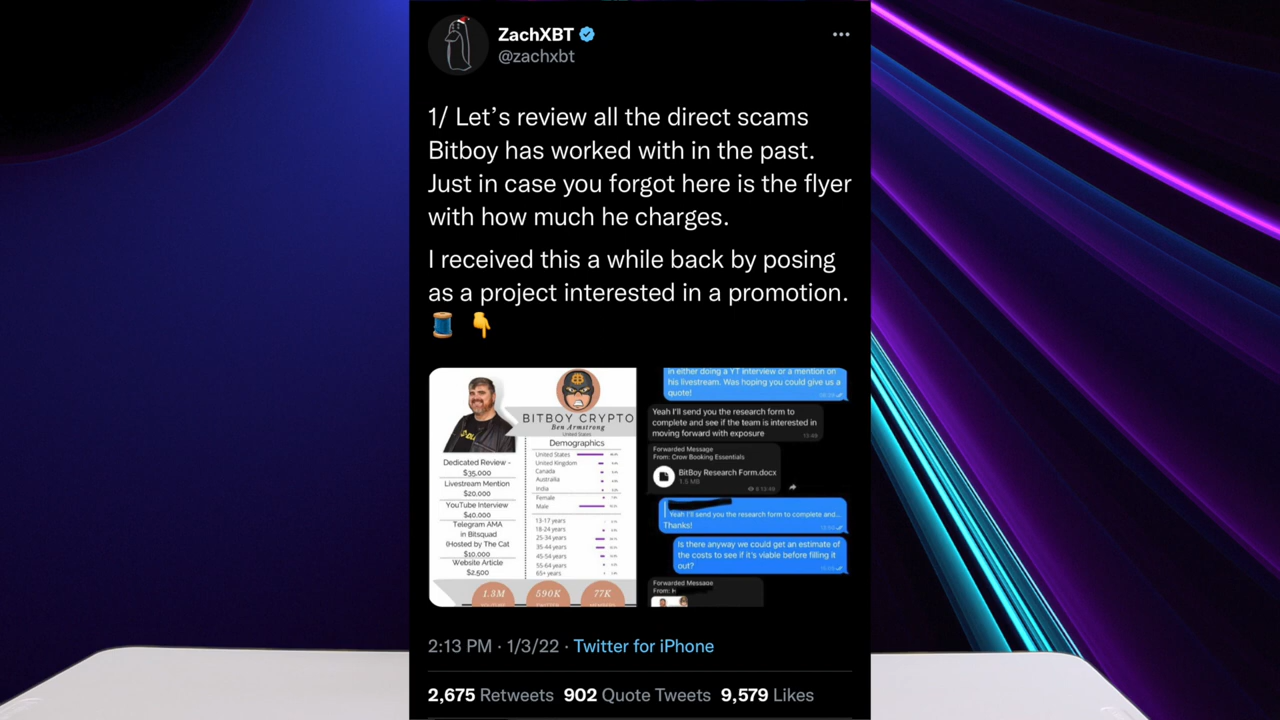 ZachXBT
@zachxbt
1/ Let's review all the direct scams
Bitboy has worked with in the past.
Just in case you forgot here is the flyer
with how much he charges.
I received this a while back by posing
as a project interested in a promotion.
BITBOY CRYPTO
Ben Armstrong
United States
Dedicated Review -
$35,000
Livestream Mention
$20,000
YouTube Interview
$40,000
Telegram AMA
in Bitsquad
(Hosted by The Cat
$10,000
Website Article
$2,500
Demographics
United States
United Kingdom
Canada
Australia
India
Female
Male
13-17 years
18-24 years
25-34 years
35-44 years
45-54 years
55-64 years
65+ years
1.3M
590K
77K
in either doing a YT interview or a mention on
his livestream. Was hoping you could give us a
quote!
Yeah I'll send you the research form to
complete and see if the team is interested in
moving forward with exposure
13:49
Forwarded Message
From: Crow Booking Essentials
BitBoy Research Form.docx
1.5 MB
Yeah I'll send you the research form to complete and...
Thanks!
Is there anyway we could get an estimate of
the costs to see if it's viable before filling it
out?
Forwarded Message
From: H
2:13 PM · 1/3/22 · Twitter for iPhone
2,675 Retweets 902 Quote Tweets 9,579 Likes